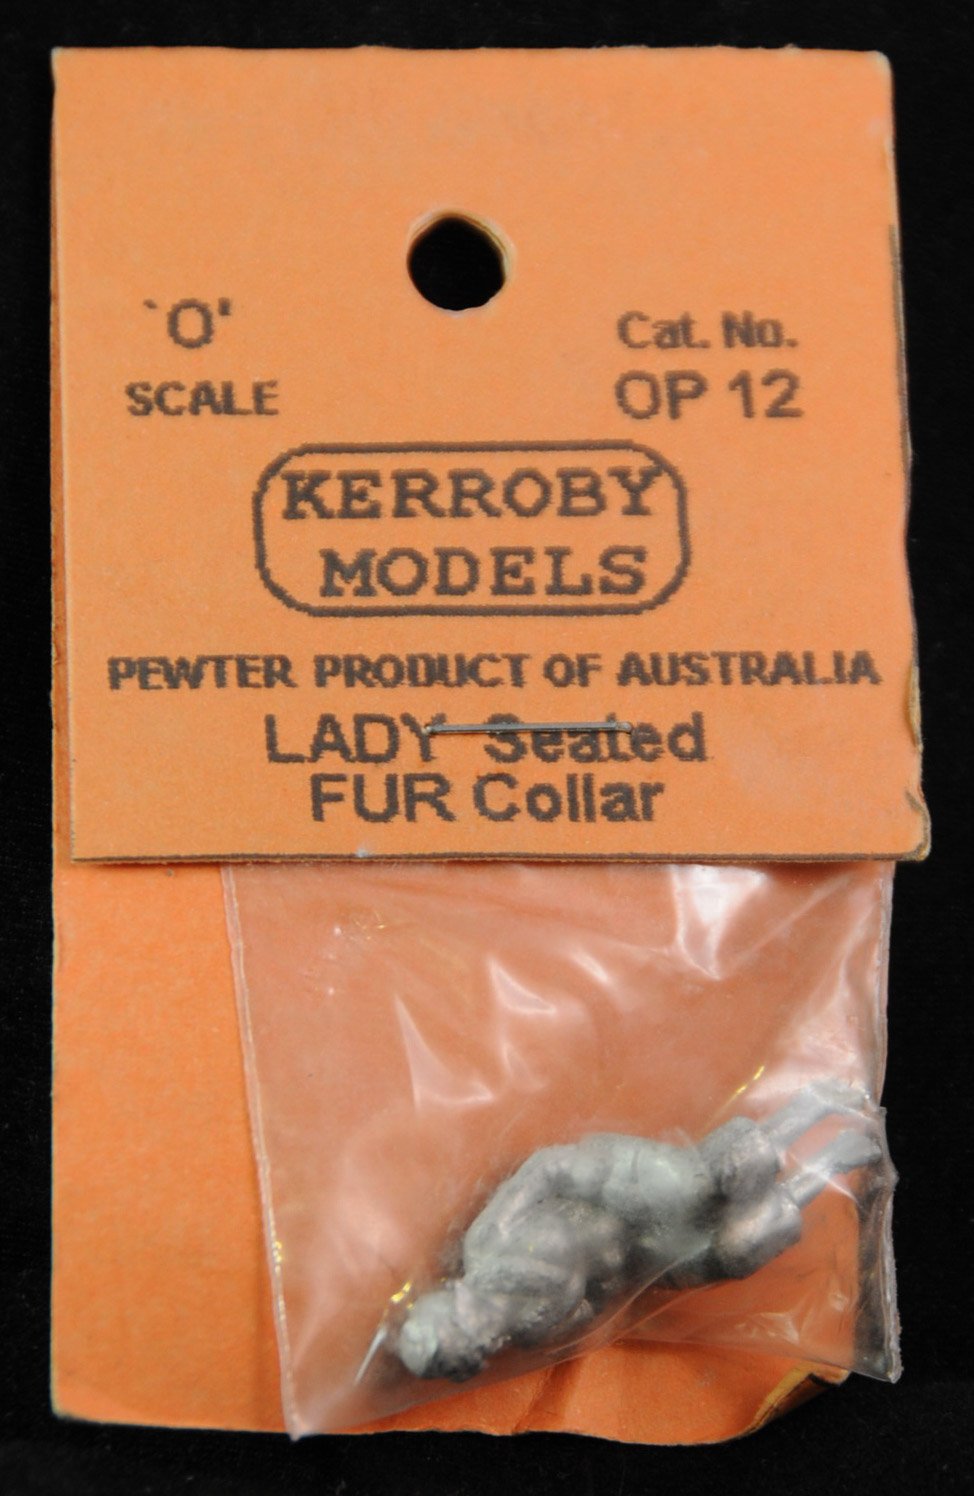 `O'
SCALE
Cat. No.
OP 12
KERROBY
MODELS
PEWTER PRODUCT OF AUSTRALIA
LADY Seated
FUR Collar